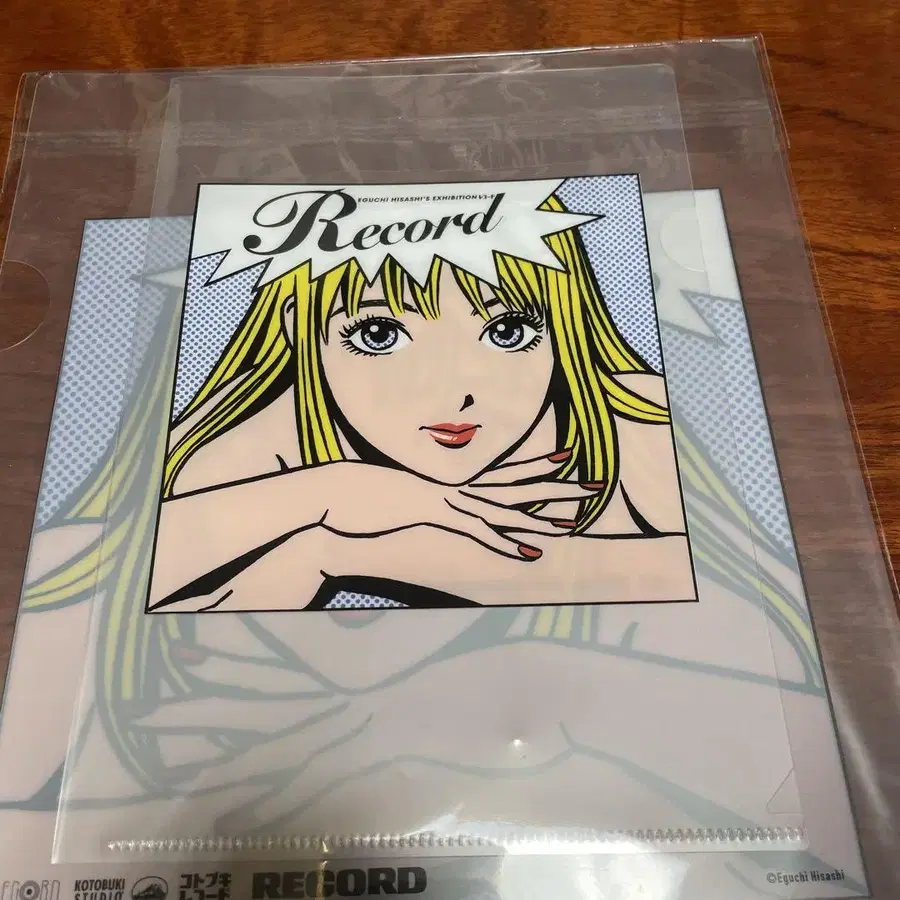 EGUCHI HISASHI'S EXHIBITION
Record
KOTOBUKI
STUDIO
コトブキ
レコード
RECORD
©Eguchi Hisashi